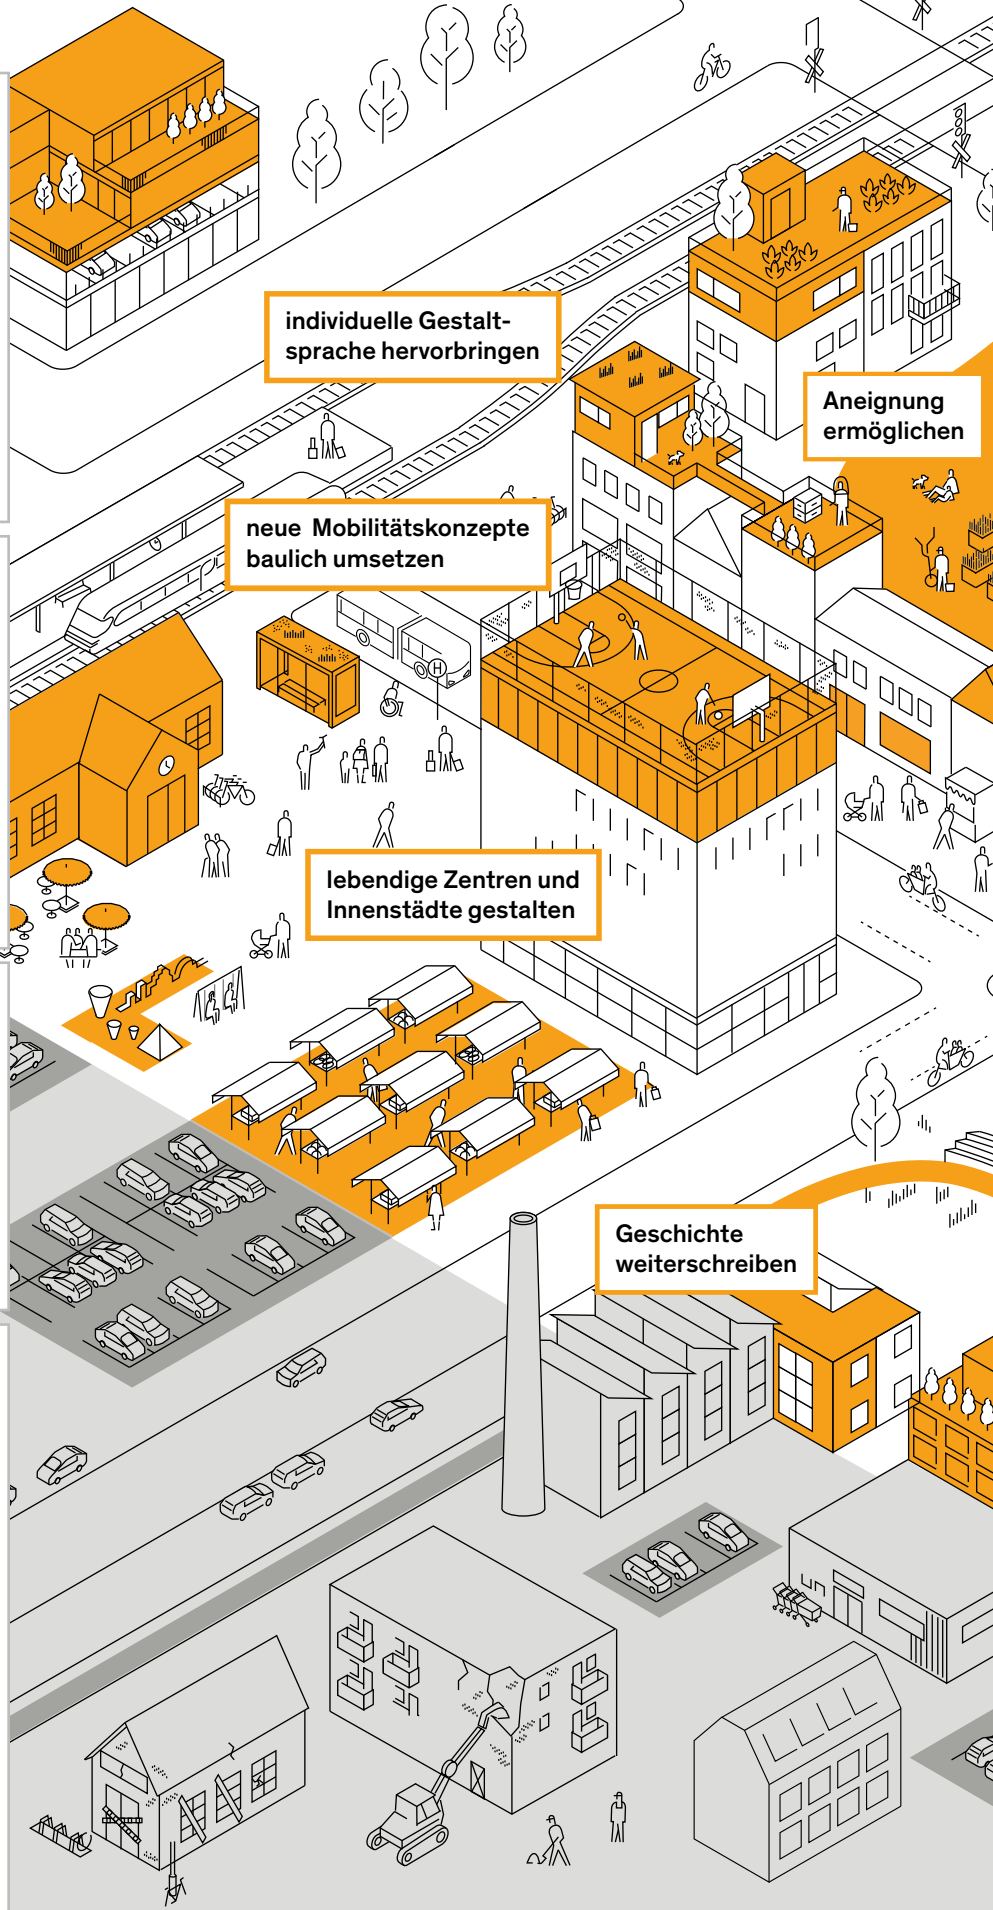 individuelle Gestalt-
sprache hervorbringen
Aneignung
ermöglichen
neue Mobilitätskonzepte
baulich umsetzen
H
lebendige Zentren und
Innenstädte gestalten
Geschichte
weiterschreiben